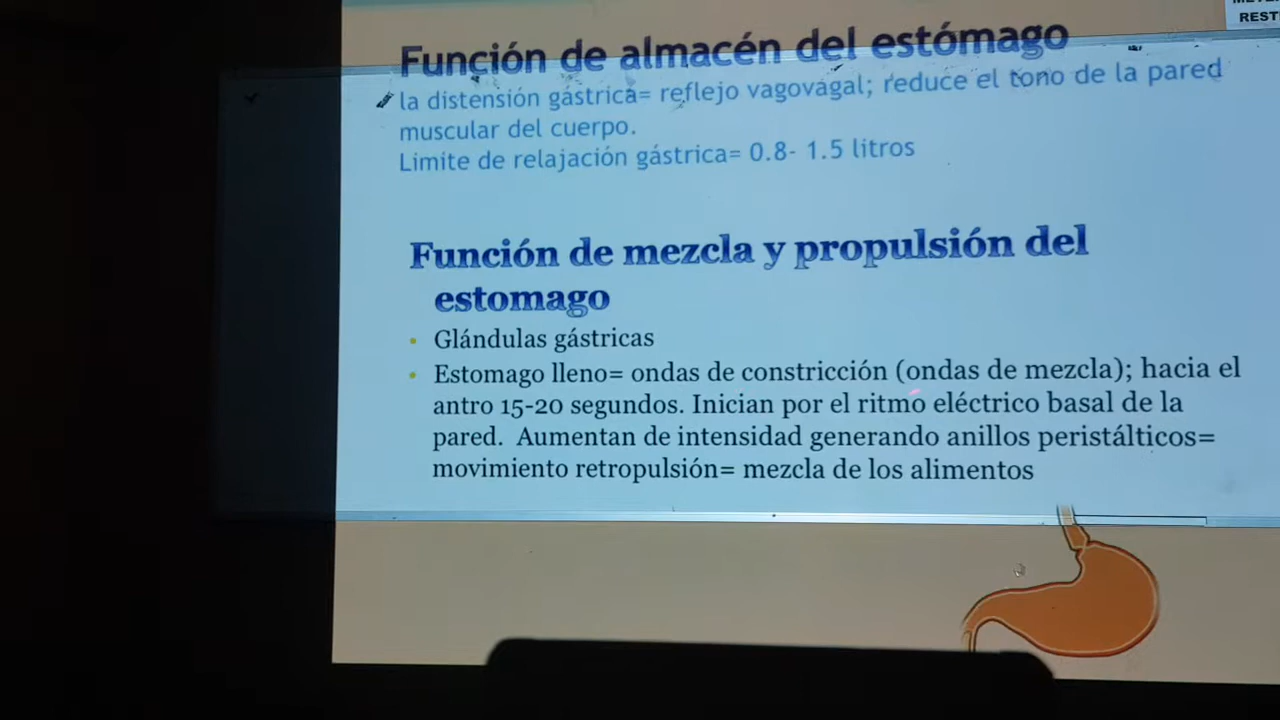 REST
Función de almacén del estómago
la distensión gástrica= reflejo vagovagal; reduce el tono de la pared
muscular del cuerpo.
Limite de relajación gástrica= 0.8- 1.5 litros
Función de mezcla y propulsión del
estomago
• Glándulas gástricas
• Estomago lleno= ondas de constricción (ondas de mezcla); hacia el
antro 15-20 segundos. Inician por el ritmo eléctrico basal de la
pared. Aumentan de intensidad generando anillos peristálticos=
movimiento retropulsión= mezcla de los alimentos